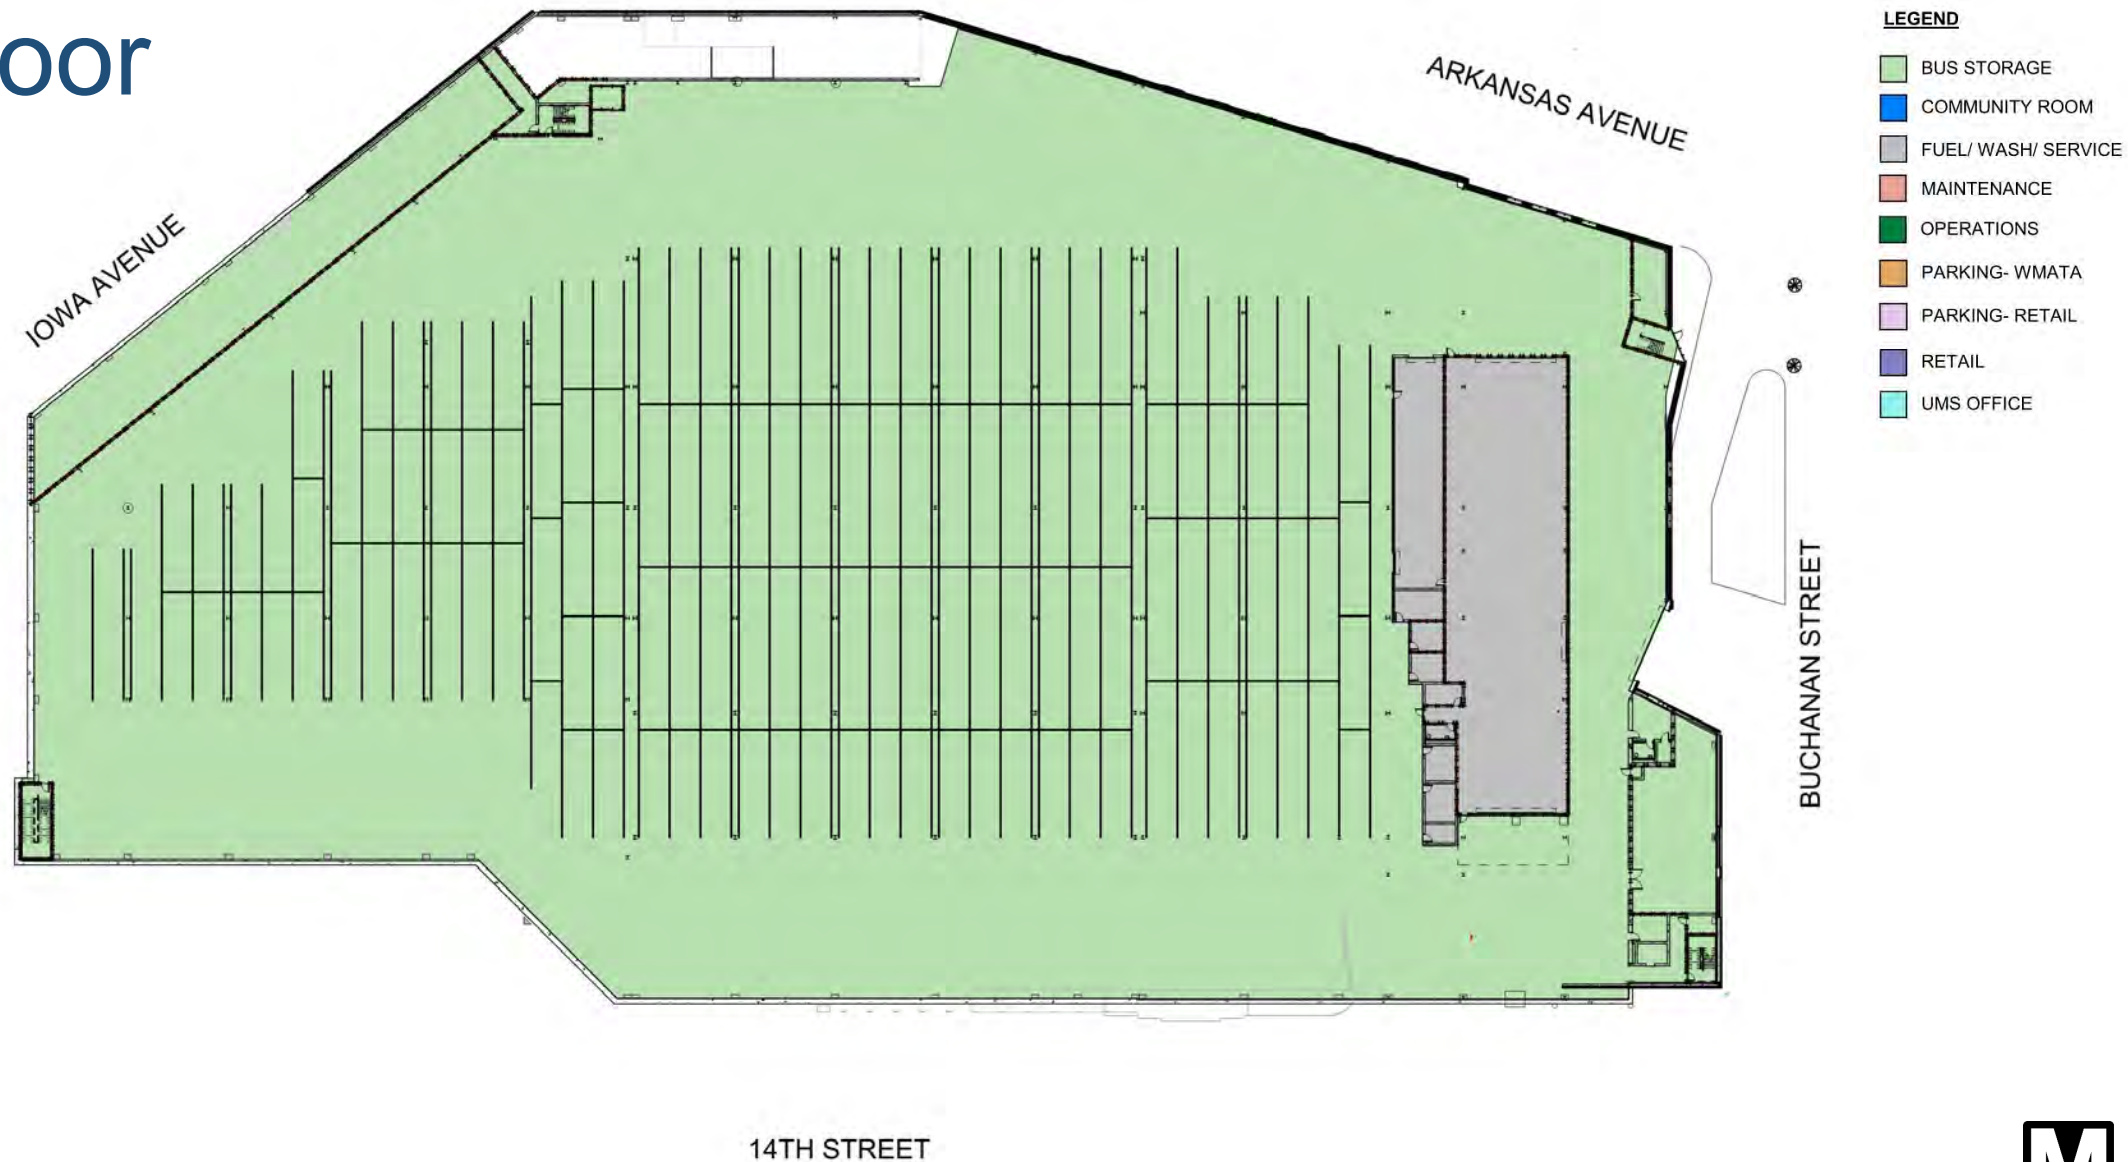 oor
LEGEND
BUS STORAGE
COMMUNITY ROOM
FUEL/ WASH/ SERVICE
MAINTENANCE
OPERATIONS
PARKING- WMATA
PARKING- RETAIL
RETAIL
UMS OFFICE
ARKANSAS AVENUE
IOWA AVENUE
BUCHANAN STREET
14TH STREET
M